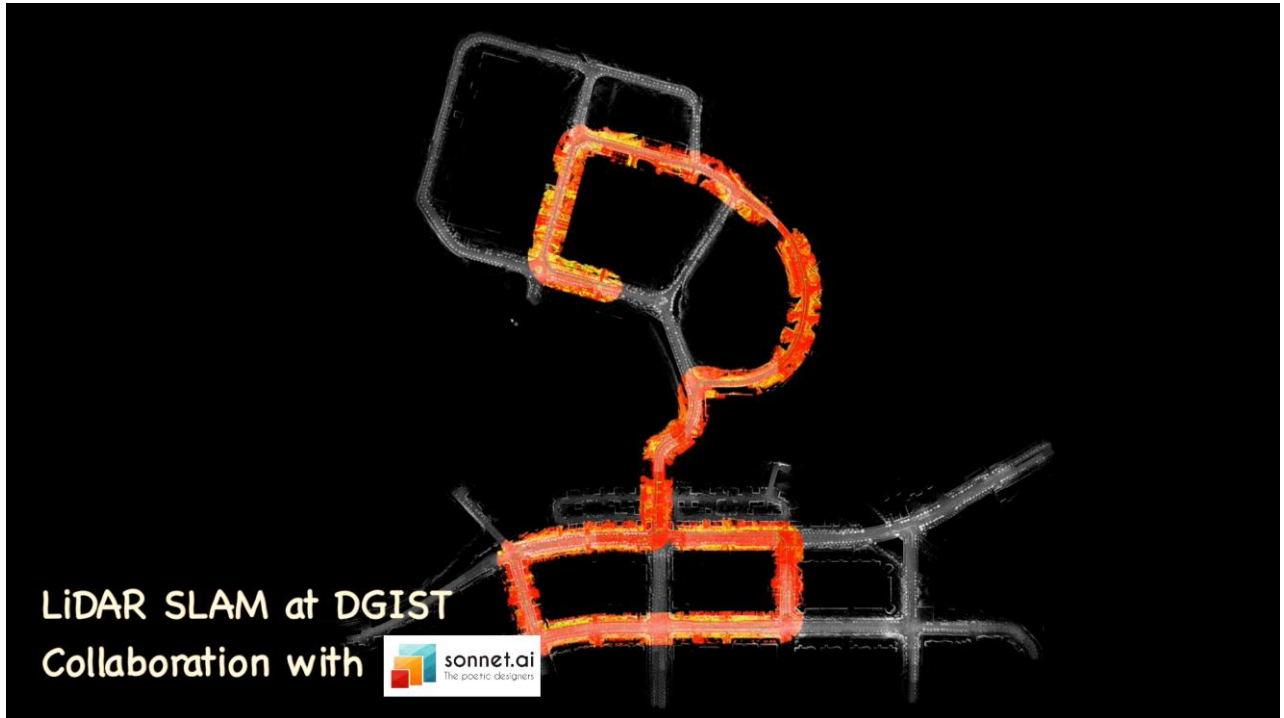 LiDAR SLAM at DGIST
Collaboration with
sonnet.ai
The poetic designers